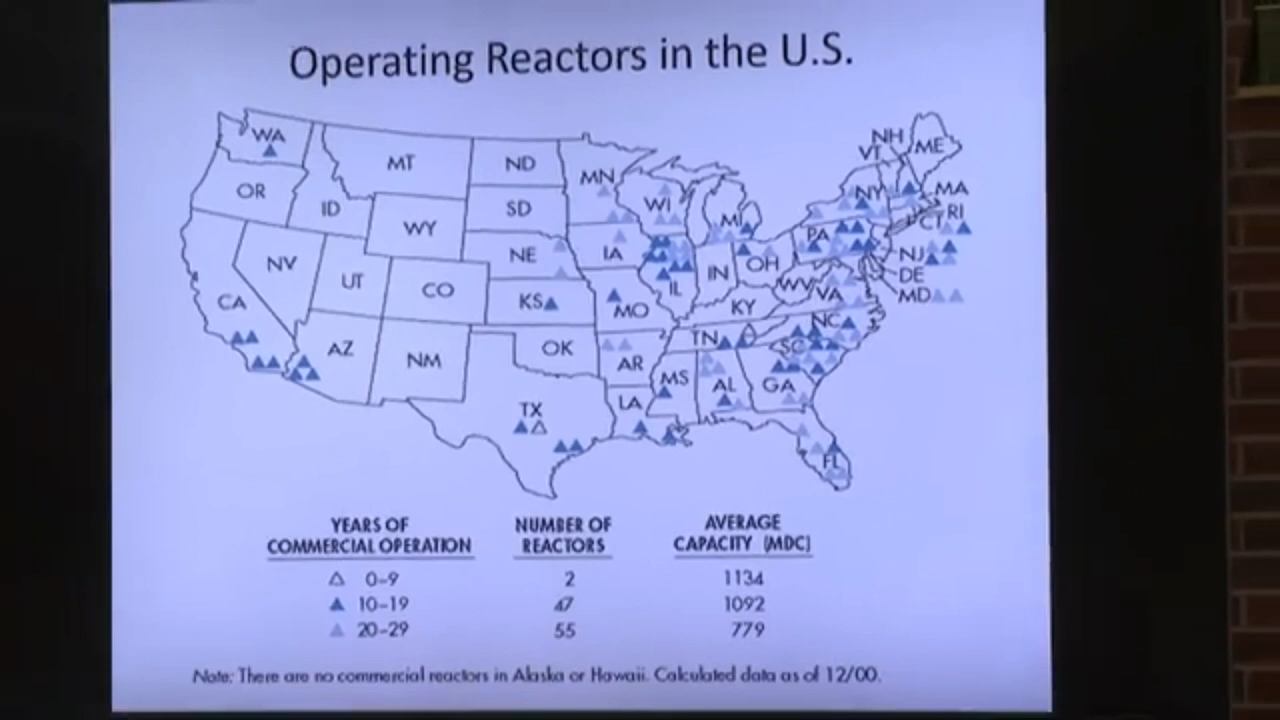 Operating Reactors in the U.S.
WA
MT
ND
MN
NH
VT
ME
OR
ID
SD
WI
MI
NY
MA
CT
RI
WY
NE
IA
PA
NV
UT
CO
KS
MO
IL
IN
OH
WV
VA
NJ
DE
MD
CA
KY
AZ
NM
OK
AR
TN
NC
SC
TX
LA
MS
AL
GA
FL
YEARS OF COMMERCIAL OPERATION
NUMBER OF REACTORS
AVERAGE CAPACITY (MDC)
0-9 2 1134
10-19 47 1092
20-29 55 779
Note: There are no commercial reactors in Alaska or Hawaii. Calculated data as of 12/00.